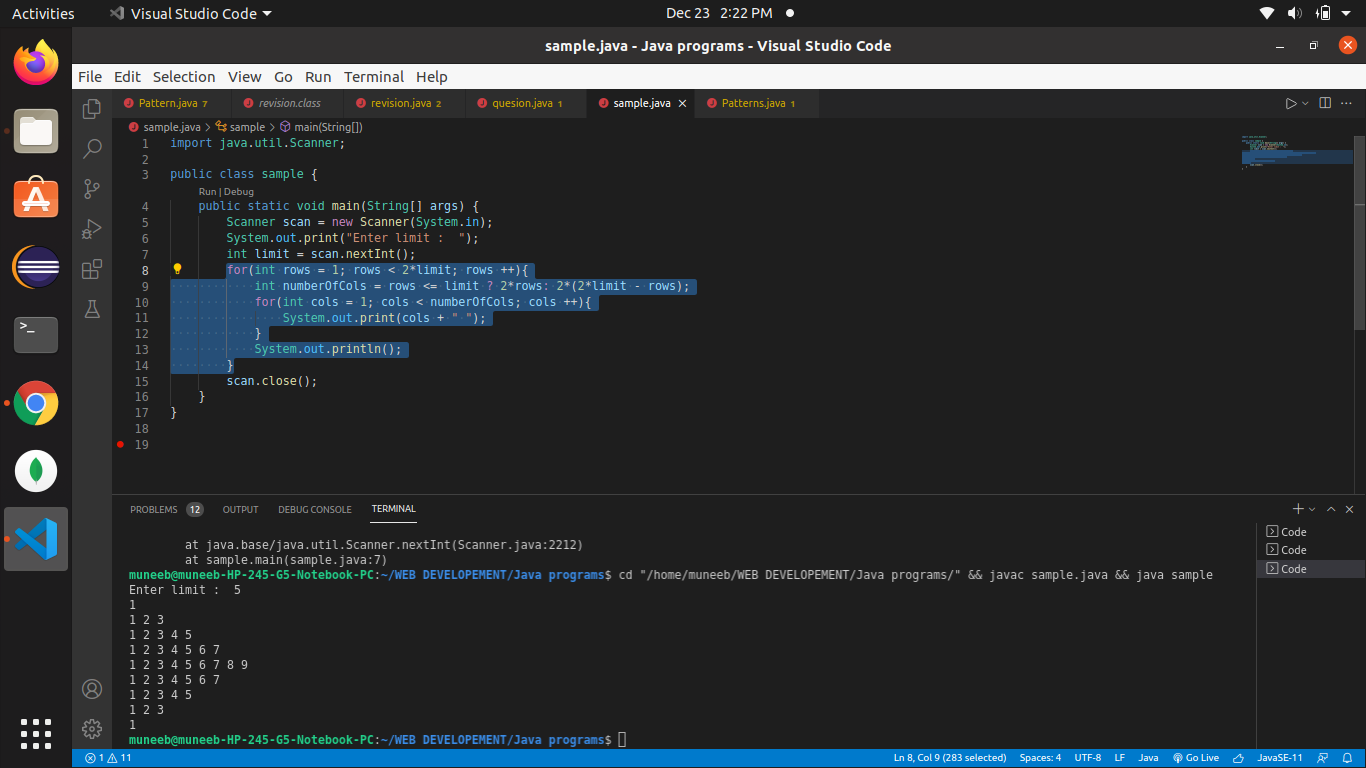 Activities
Visual Studio Code
Dec 23 2:22 PM
sample.java - Java programs - Visual Studio Code
File Edit Selection View Go Run Terminal Help
Pattern.java 7
revision.class
revision.java 2
quesion.java 1
sample.java
Patterns.java 1
sample.java > sample > main(String[])
1 import java.util.Scanner;
2
3 public class sample {
Run | Debug
4 public static void main(String[] args) {
5 Scanner scan = new Scanner(System.in);
6 System.out.print("Enter limit :  ");
7 int limit = scan.nextInt();
8 for(int rows = 1; rows < 2*limit; rows ++){
9 int numberOfCols = rows <= limit ? 2*rows: 2*(2*limit - rows);
10 for(int cols = 1; cols < numberOfCols; cols ++){
11 System.out.print(cols + " ");
12 }
13 System.out.println();
14 }
15 scan.close();
16 }
17 }
18
19
PROBLEMS 12 OUTPUT DEBUG CONSOLE TERMINAL
Code
Code
Code
at java.base/java.util.Scanner.nextInt(Scanner.java:2212)
at sample.main(sample.java:7)
muneeb@muneeb-HP-245-G5-Notebook-PC:~/WEB DEVELOPEMENT/Java programs$ cd "/home/muneeb/WEB DEVELOPEMENT/Java programs/" && javac sample.java && java sample
Enter limit :  5
1
1 2 3
1 2 3 4 5
1 2 3 4 5 6 7
1 2 3 4 5 6 7 8 9
1 2 3 4 5 6 7
1 2 3 4 5
1 2 3
1
muneeb@muneeb-HP-245-G5-Notebook-PC:~/WEB DEVELOPEMENT/Java programs$
1 11
Ln 8, Col 9 (283 selected) Spaces: 4 UTF-8 LF Java Go Live JavaSE-11